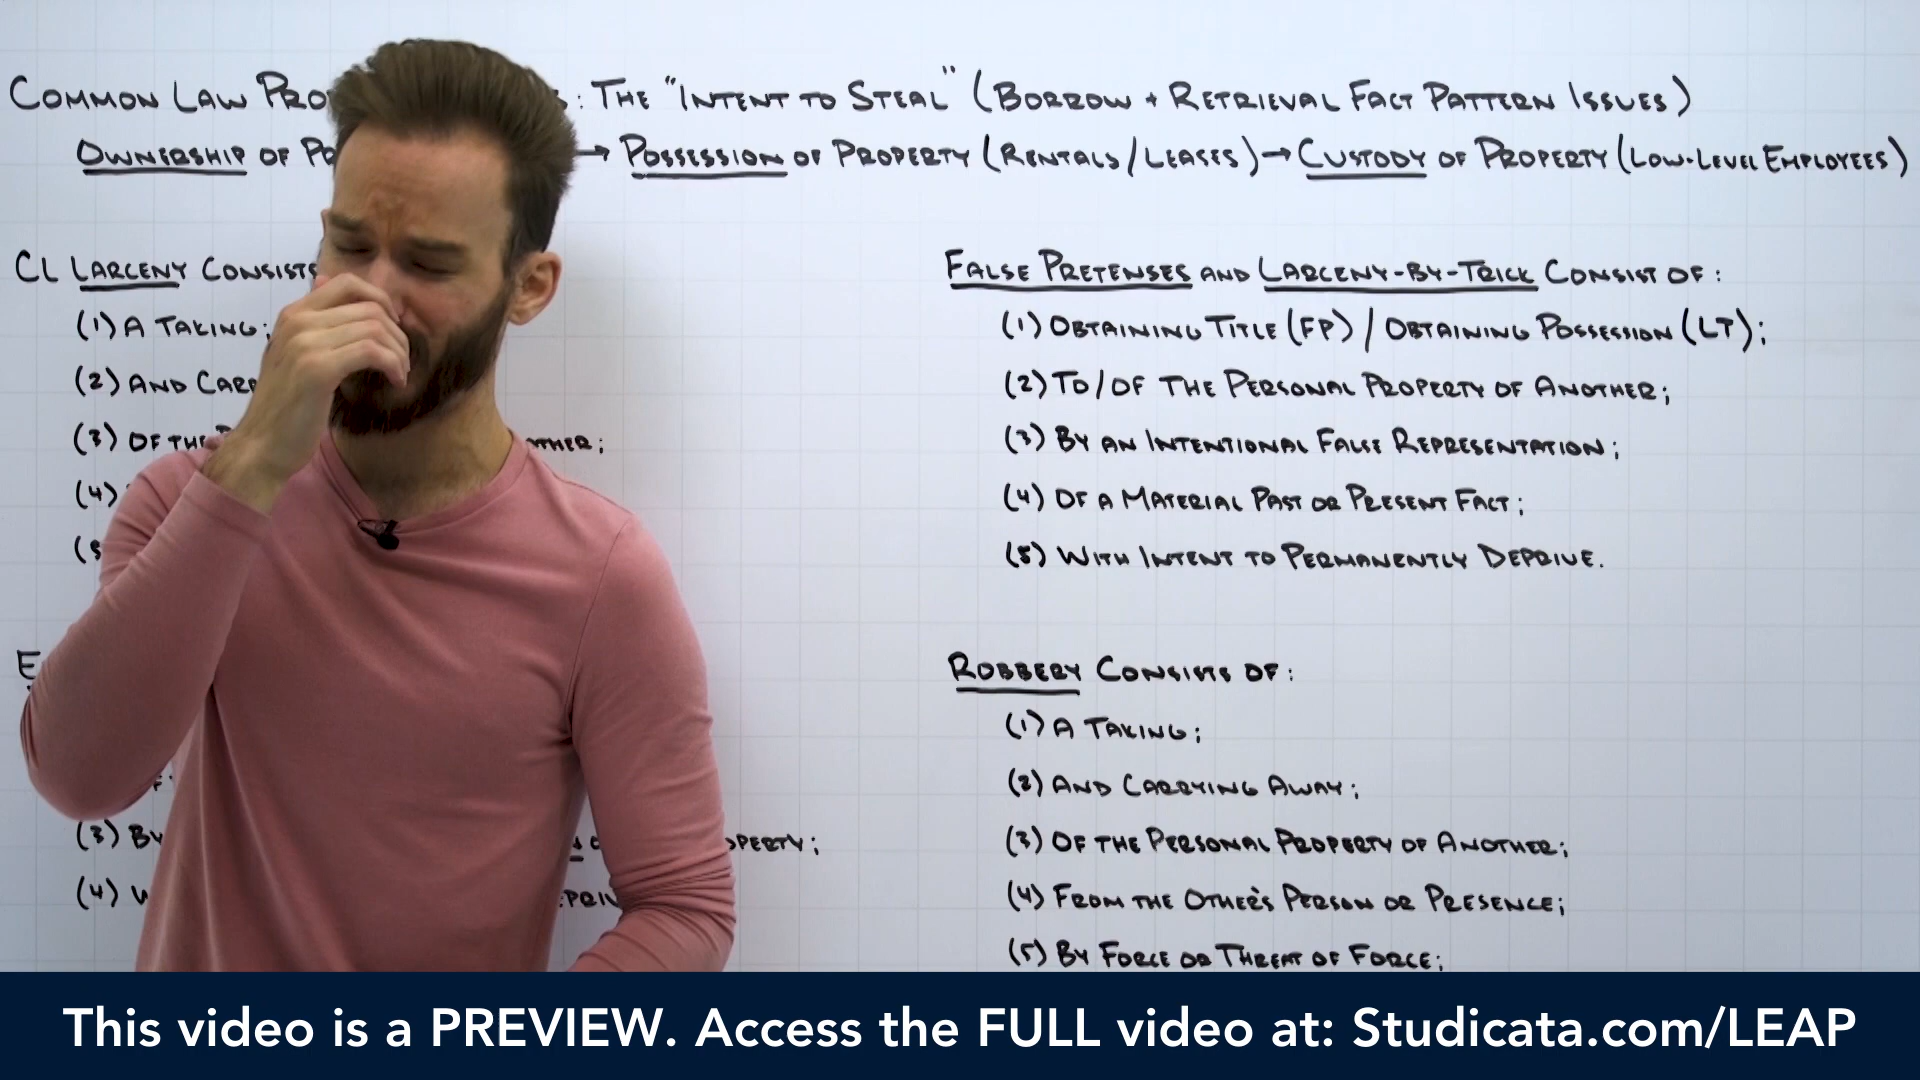 COMMON LAW : THE "INTENT TO STEAL" (BORROW + RETRIEVAL FACT PATTERN ISSUES)
OWNERSHIP OF → POSSESSION OF PROPERTY (RENTALS/LEASES) → CUSTODY OF PROPERTY (LOW-LEVEL EMPLOYEES)
CL LARCENY CONSISTS
(1) A TAKING;
(2) AND
(3) OF THE
(4)
FALSE PRETENSES AND LARCENY-BY-TRICK CONSIST OF:
(1) OBTAINING TITLE (FP) / OBTAINING POSSESSION (LT);
(2) TO/OF THE PERSONAL PROPERTY OF ANOTHER;
(3) BY AN INTENTIONAL FALSE REPRESENTATION;
(4) OF A MATERIAL PAST OR PRESENT FACT;
(5) WITH INTENT TO PERMANENTLY DEPRIVE.
(3) BY
(4)
ROBBERY CONSISTS OF:
(1) A TAKING;
(2) AND CARRYING AWAY;
(3) OF THE PERSONAL PROPERTY OF ANOTHER;
(4) FROM THE OTHER'S PERSON OR PRESENCE;
(5) BY FORCE OR THREAT OF FORCE;
This video is a PREVIEW. Access the FULL video at: Studicata.com/LEAP